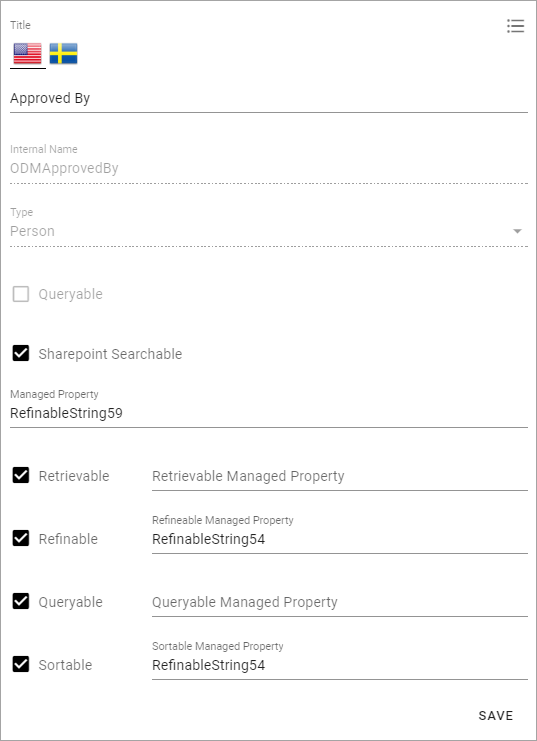 Title
Approved By
Internal Name
ODMApprovedBy
Type
Person
Queryable
Sharepoint Searchable
Managed Property
RefinableString59
Retrievable
Retrievable Managed Property
Refineable Managed Property
Refinable
RefinableString54
Queryable
Queryable Managed Property
Sortable Managed Property
Sortable
RefinableString54
SAVE